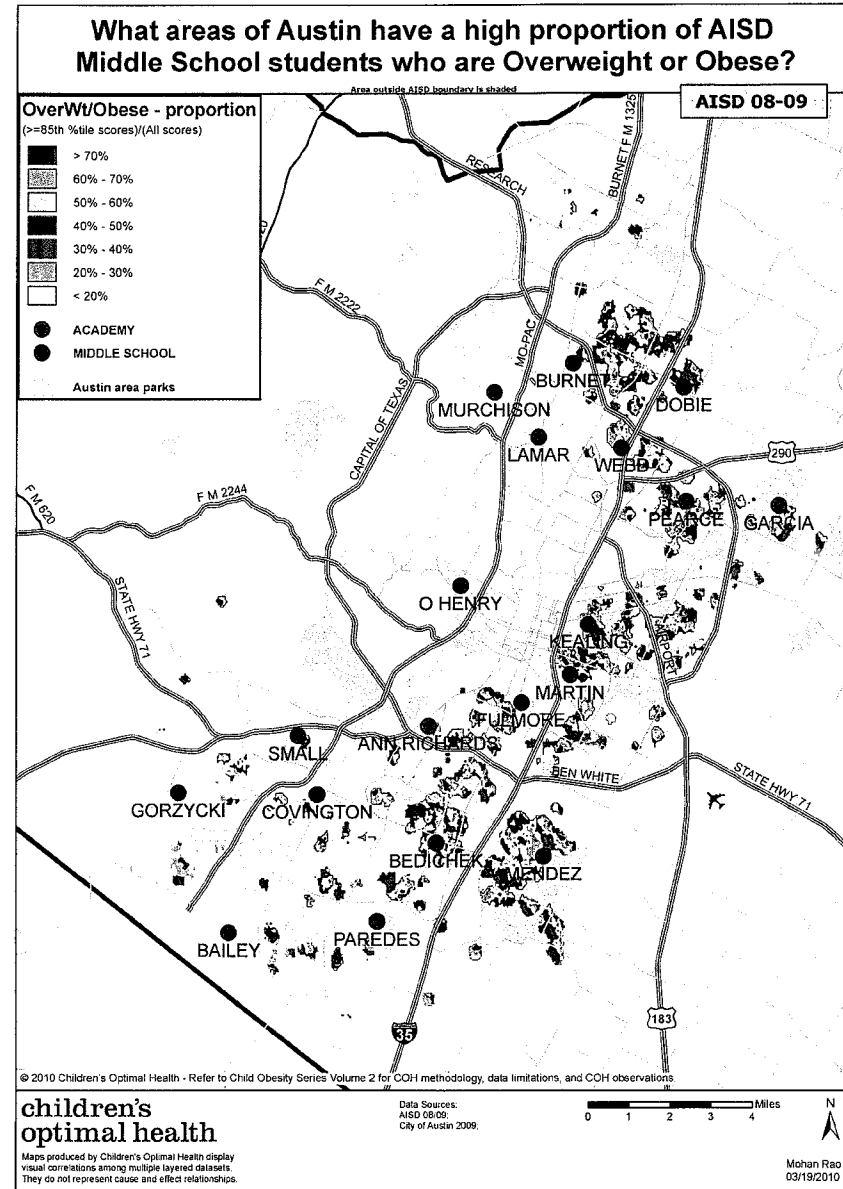 What areas of Austin have a high proportion of AISD
Middle School students who are Overweight or Obese?
Area outside AISD boundary is shaded
AISD 08-09
OverWt/Obese - proportion
(>=85th %tile scores)/(All scores)
> 70%
60% - 70%
50% - 60%
40% - 50%
30% - 40%
20% - 30%
< 20%
ACADEMY
MIDDLE SCHOOL
Austin area parks
BURNET F M 1325
RESEARCH
F M 2222
MO-PAC
CAPITAL OF TEXAS
BURNET
DOBIE
MURCHISON
LAMAR
WEBB
290
F M 620
F M 2244
PEARCE
GARCIA
STATE HWY 71
O HENRY
KEALING
AIRPORT
MARTIN
FULMORE
SMALL
ANN RICHARDS
BEN WHITE
STATE HWY 71
GORZYCKI
COVINGTON
BEDICHEK
MENDEZ
BAILEY
PAREDES
183
35
© 2010 Children's Optimal Health - Refer to Child Obesity Series Volume 2 for COH methodology, data limitations, and COH observations.
children's
optimal health
Maps produced by Children's Optimal Health display
visual correlations among multiple layered datasets.
They do not represent cause and effect relationships.
Data Sources:
AISD 08/09;
City of Austin 2009;
0 1 2 3 4 Miles
N
Mohan Rao
03/19/2010